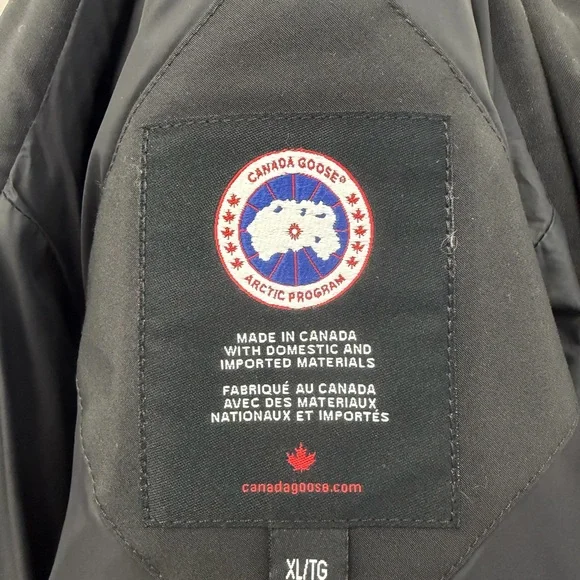 CANADA GOOSE®
ARCTIC PROGRAM
MADE IN CANADA
WITH DOMESTIC AND
IMPORTED MATERIALS
FABRIQUÉ AU CANADA
AVEC DES MATERIAUX
NATIONAUX ET IMPORTÉS
canadagoose.com
XL/TG